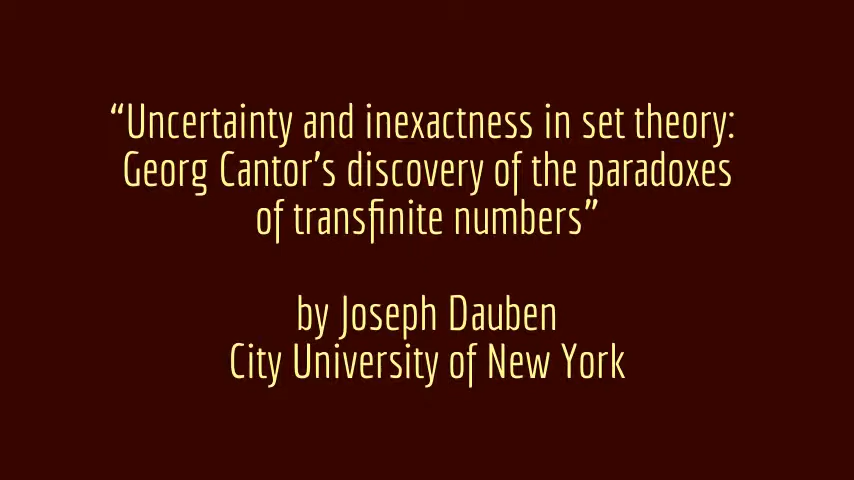 “Uncertainty and inexactness in set theory:
Georg Cantor’s discovery of the paradoxes
of transfinite numbers”
by Joseph Dauben
City University of New York